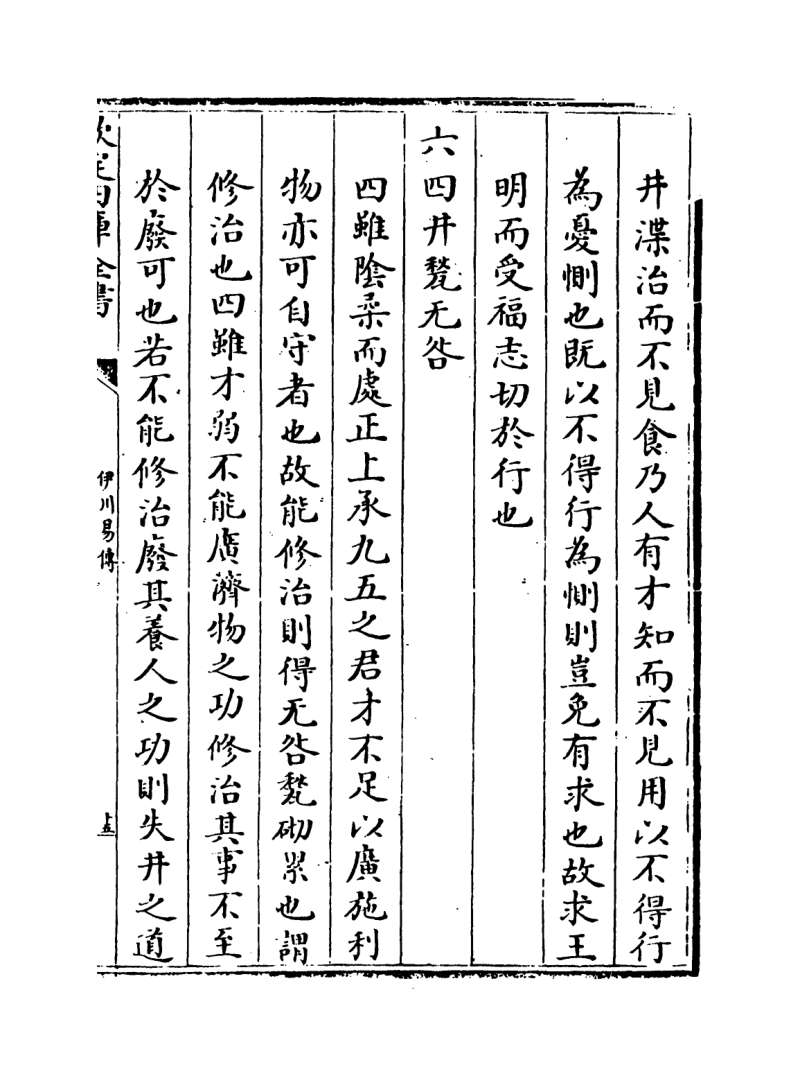 井渫治而不見食乃人有才知而不見用以不得行
為憂惻也既以不得行為惻則豈免有求也故求王
明而受福志切於行也
六四井甃无咎
四雖陰柔而處正上承九五之君才不足以廣施利
物亦可自守者也故能修治則得无咎甃砌累也謂
修治也四雖才弱不能廣濟物之功修治其事不至
於廢可也若不能修治廢其養人之功則失井之道
欽定四庫全書
伊川易傳